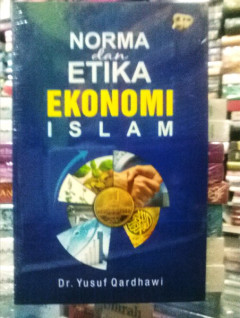 NORMA
dan
ETIKA
EKONOMI
ISLAM
Dr. Yusuf Qardhawi